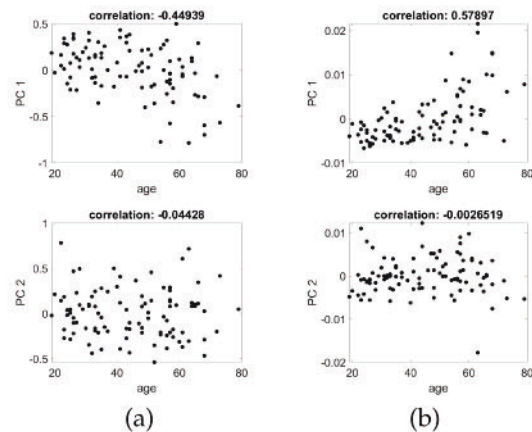 correlation: -0.44939
0.5
0
-0.5
-1
PC 1
20 40 60 80
age
correlation: 0.57897
0.02
0.01
0
-0.01
PC 1
20 40 60 80
age
correlation: -0.04428
1
0.5
0
-0.5
PC 2
20 40 60 80
age
correlation: -0.0026519
0.01
0
-0.01
-0.02
PC 2
20 40 60 80
age
(a) (b)